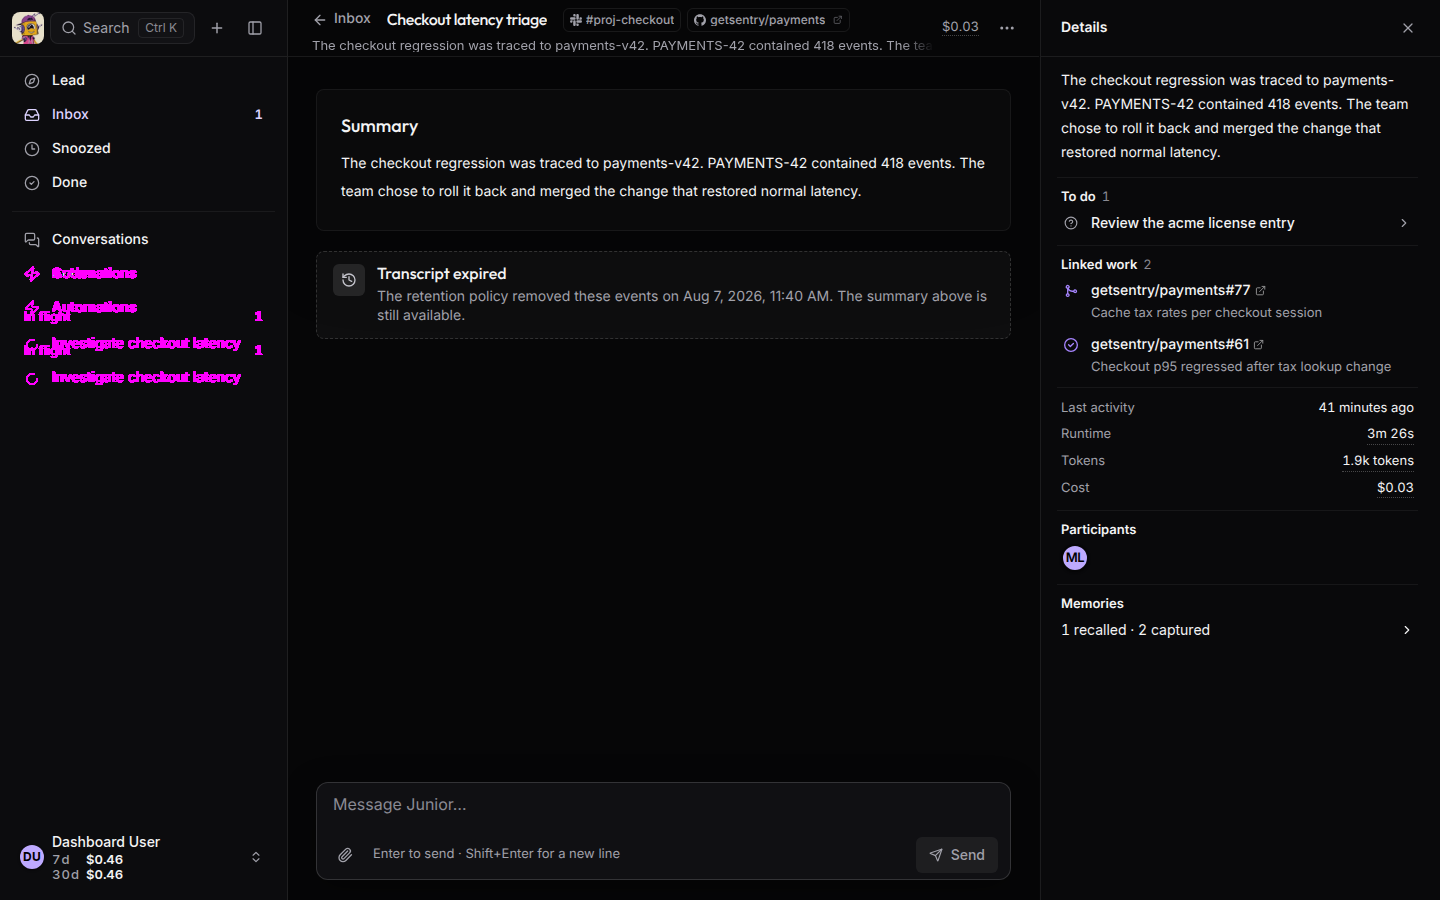 Search Ctrl K
Lead
Inbox 1
Snoozed
Done
Conversations
Automations
In flight 1
Investigate checkout latency
In flight 1
Investigate checkout latency
Dashboard User
DU
7d $0.46
30d $0.46
Inbox Checkout latency triage #proj-checkout getsentry/payments $0.03
The checkout regression was traced to payments-v42. PAYMENTS-42 contained 418 events. The tea
Summary
The checkout regression was traced to payments-v42. PAYMENTS-42 contained 418 events. The
team chose to roll it back and merged the change that restored normal latency.
Transcript expired
The retention policy removed these events on Aug 7, 2026, 11:40 AM. The summary above is
still available.
Message Junior...
Enter to send · Shift+Enter for a new line Send
Details
The checkout regression was traced to payments-
v42. PAYMENTS-42 contained 418 events. The team
chose to roll it back and merged the change that
restored normal latency.
To do 1
Review the acme license entry
Linked work 2
getsentry/payments#77
Cache tax rates per checkout session
getsentry/payments#61
Checkout p95 regressed after tax lookup change
Last activity 41 minutes ago
Runtime 3m 26s
Tokens 1.9k tokens
Cost $0.03
Participants
ML
Memories
1 recalled · 2 captured